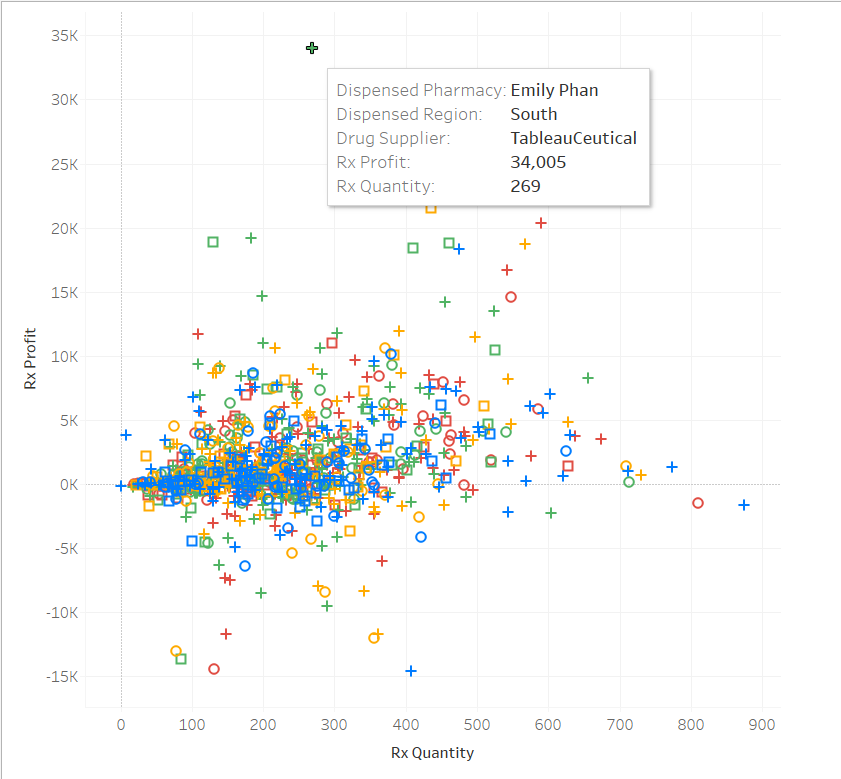 35K
Dispensed Pharmacy: Emily Phan
30K
Dispensed Region: South
Drug Supplier: TableauCeutical
25K
Rx Profit: 34,005
Rx Quantity: 269
20K
15K
Rx Profit
10K
5K
0K
-5K
-10K
-15K
0 100 200 300 400 500 600 700 800 900
Rx Quantity